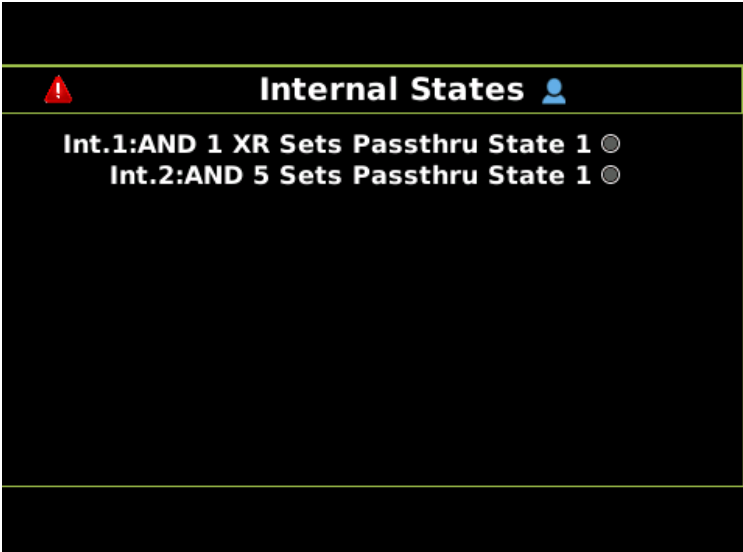 Internal States
Int.1:AND 1 XR Sets Passthru State 1
Int.2:AND 5 Sets Passthru State 1